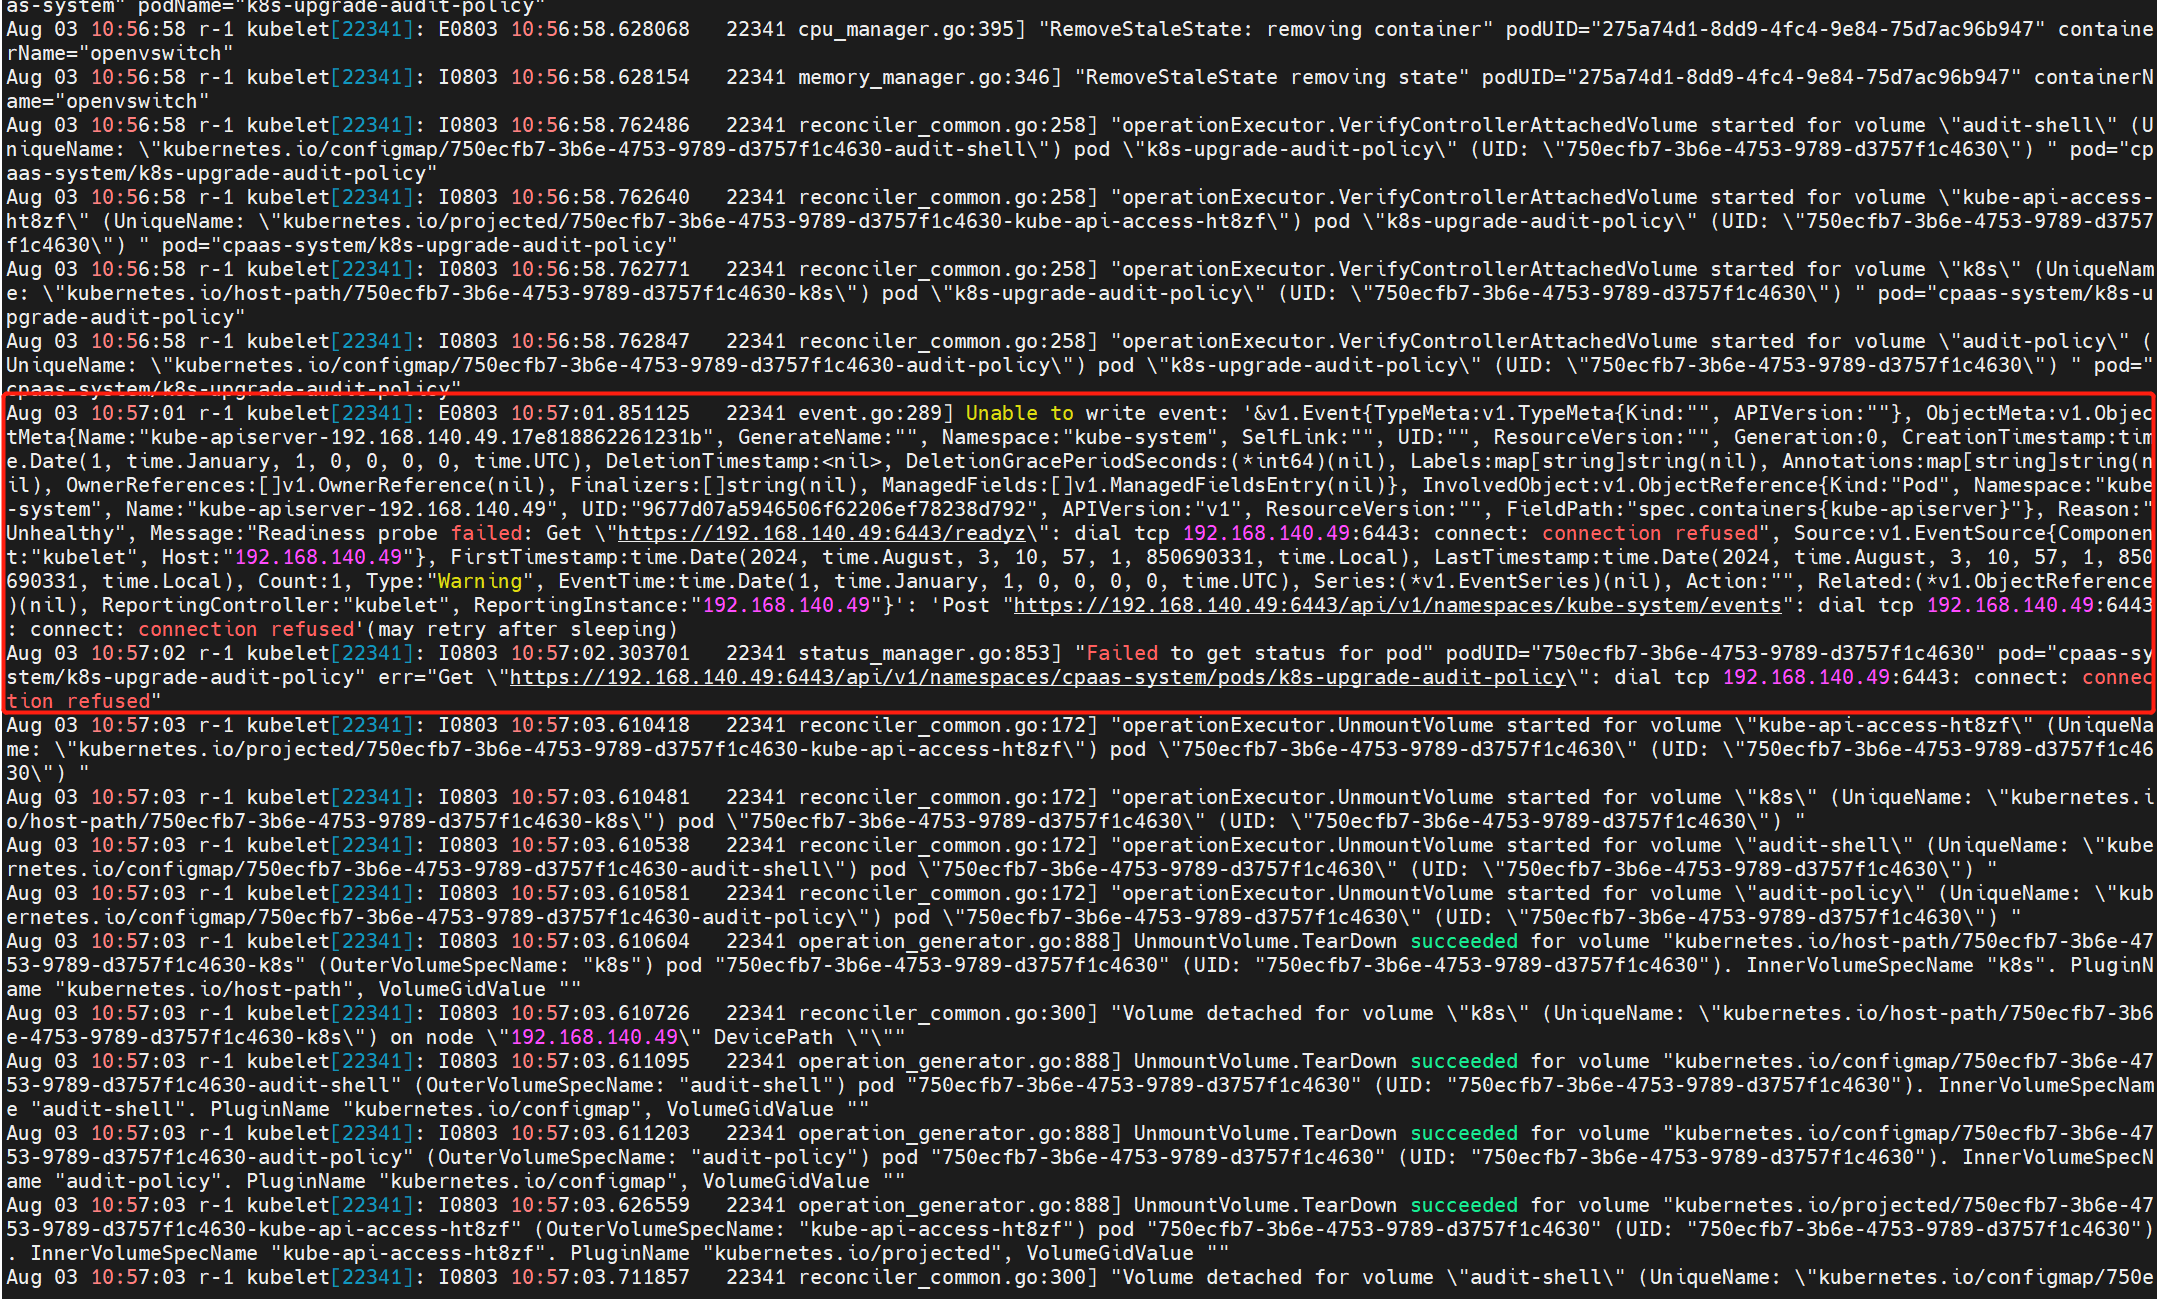 as-system" podName="k8s-upgrade-audit-policy"
Aug 03 10:56:58 r-1 kubelet[22341]: E0803 10:56:58.628068   22341 cpu_manager.go:395] "RemoveStaleState: removing container" podUID="275a74d1-8dd9-4fc4-9e84-75d7ac96b947" containe
rName="openvswitch"
Aug 03 10:56:58 r-1 kubelet[22341]: I0803 10:56:58.628154   22341 memory_manager.go:346] "RemoveStaleState removing state" podUID="275a74d1-8dd9-4fc4-9e84-75d7ac96b947" containerN
ame="openvswitch"
Aug 03 10:56:58 r-1 kubelet[22341]: I0803 10:56:58.762486   22341 reconciler_common.go:258] "operationExecutor.VerifyControllerAttachedVolume started for volume \"audit-shell\" (U
niqueName: \"kubernetes.io/configmap/750ecfb7-3b6e-4753-9789-d3757f1c4630-audit-shell\") pod \"k8s-upgrade-audit-policy\" (UID: \"750ecfb7-3b6e-4753-9789-d3757f1c4630\") " pod="cp
aas-system/k8s-upgrade-audit-policy"
Aug 03 10:56:58 r-1 kubelet[22341]: I0803 10:56:58.762640   22341 reconciler_common.go:258] "operationExecutor.VerifyControllerAttachedVolume started for volume \"kube-api-access-
ht8zf\" (UniqueName: \"kubernetes.io/projected/750ecfb7-3b6e-4753-9789-d3757f1c4630-kube-api-access-ht8zf\") pod \"k8s-upgrade-audit-policy\" (UID: \"750ecfb7-3b6e-4753-9789-d3757
f1c4630\") " pod="cpaas-system/k8s-upgrade-audit-policy"
Aug 03 10:56:58 r-1 kubelet[22341]: I0803 10:56:58.762771   22341 reconciler_common.go:258] "operationExecutor.VerifyControllerAttachedVolume started for volume \"k8s\" (UniqueNam
e: \"kubernetes.io/host-path/750ecfb7-3b6e-4753-9789-d3757f1c4630-k8s\") pod \"k8s-upgrade-audit-policy\" (UID: \"750ecfb7-3b6e-4753-9789-d3757f1c4630\") " pod="cpaas-system/k8s-u
pgrade-audit-policy"
Aug 03 10:56:58 r-1 kubelet[22341]: I0803 10:56:58.762847   22341 reconciler_common.go:258] "operationExecutor.VerifyControllerAttachedVolume started for volume \"audit-policy\" (
UniqueName: \"kubernetes.io/configmap/750ecfb7-3b6e-4753-9789-d3757f1c4630-audit-policy\") pod \"k8s-upgrade-audit-policy\" (UID: \"750ecfb7-3b6e-4753-9789-d3757f1c4630\") " pod="
cpaas-system/k8s-upgrade-audit-policy"
Aug 03 10:57:01 r-1 kubelet[22341]: E0803 10:57:01.851125   22341 event.go:289] Unable to write event: '&v1.Event{TypeMeta:v1.TypeMeta{Kind:"", APIVersion:""}, ObjectMeta:v1.Objec
tMeta{Name:"kube-apiserver-192.168.140.49.17e818862261231b", GenerateName:"", Namespace:"kube-system", SelfLink:"", UID:"", ResourceVersion:"", Generation:0, CreationTimestamp:tim
e.Date(1, time.January, 1, 0, 0, 0, 0, time.UTC), DeletionTimestamp:<nil>, DeletionGracePeriodSeconds:(*int64)(nil), Labels:map[string]string(nil), Annotations:map[string]string(n
il), OwnerReferences:[]v1.OwnerReference(nil), Finalizers:[]string(nil), ManagedFields:[]v1.ManagedFieldsEntry(nil)}, InvolvedObject:v1.ObjectReference{Kind:"Pod", Namespace:"kube
-system", Name:"kube-apiserver-192.168.140.49", UID:"9677d07a5946506f62206ef78238d792", APIVersion:"v1", ResourceVersion:"", FieldPath:"spec.containers{kube-apiserver}"}, Reason:"
Unhealthy", Message:"Readiness probe failed: Get \"https://192.168.140.49:6443/readyz\": dial tcp 192.168.140.49:6443: connect: connection refused", Source:v1.EventSource{Componen
t:"kubelet", Host:"192.168.140.49"}, FirstTimestamp:time.Date(2024, time.August, 3, 10, 57, 1, 850690331, time.Local), LastTimestamp:time.Date(2024, time.August, 3, 10, 57, 1, 850
690331, time.Local), Count:1, Type:"Warning", EventTime:time.Date(1, time.January, 1, 0, 0, 0, 0, time.UTC), Series:(*v1.EventSeries)(nil), Action:"", Related:(*v1.ObjectReference
)(nil), ReportingController:"kubelet", ReportingInstance:"192.168.140.49"}': 'Post "https://192.168.140.49:6443/api/v1/namespaces/kube-system/events": dial tcp 192.168.140.49:6443
: connect: connection refused'(may retry after sleeping)
Aug 03 10:57:02 r-1 kubelet[22341]: E0803 10:57:02.303701   22341 status_manager.go:853] "Failed to get status for pod" podUID="750ecfb7-3b6e-4753-9789-d3757f1c4630" pod="cpaas-sy
stem/k8s-upgrade-audit-policy" err="Get \"https://192.168.140.49:6443/api/v1/namespaces/cpaas-system/pods/k8s-upgrade-audit-policy\": dial tcp 192.168.140.49:6443: connect: connec
tion refused"
Aug 03 10:57:03 r-1 kubelet[22341]: I0803 10:57:03.610418   22341 reconciler_common.go:172] "operationExecutor.UnmountVolume started for volume \"kube-api-access-ht8zf\" (UniqueNa
me: \"kubernetes.io/projected/750ecfb7-3b6e-4753-9789-d3757f1c4630-kube-api-access-ht8zf\") pod \"750ecfb7-3b6e-4753-9789-d3757f1c4630\" (UID: \"750ecfb7-3b6e-4753-9789-d3757f1c46
30\") "
Aug 03 10:57:03 r-1 kubelet[22341]: I0803 10:57:03.610481   22341 reconciler_common.go:172] "operationExecutor.UnmountVolume started for volume \"k8s\" (UniqueName: \"kubernetes.i
o/host-path/750ecfb7-3b6e-4753-9789-d3757f1c4630-k8s\") pod \"750ecfb7-3b6e-4753-9789-d3757f1c4630\" (UID: \"750ecfb7-3b6e-4753-9789-d3757f1c4630\") "
Aug 03 10:57:03 r-1 kubelet[22341]: I0803 10:57:03.610538   22341 reconciler_common.go:172] "operationExecutor.UnmountVolume started for volume \"audit-shell\" (UniqueName: \"kube
rnetes.io/configmap/750ecfb7-3b6e-4753-9789-d3757f1c4630-audit-shell\") pod \"750ecfb7-3b6e-4753-9789-d3757f1c4630\" (UID: \"750ecfb7-3b6e-4753-9789-d3757f1c4630\") "
Aug 03 10:57:03 r-1 kubelet[22341]: I0803 10:57:03.610581   22341 reconciler_common.go:172] "operationExecutor.UnmountVolume started for volume \"audit-policy\" (UniqueName: \"kub
ernetes.io/configmap/750ecfb7-3b6e-4753-9789-d3757f1c4630-audit-policy\") pod \"750ecfb7-3b6e-4753-9789-d3757f1c4630\" (UID: \"750ecfb7-3b6e-4753-9789-d3757f1c4630\") "
Aug 03 10:57:03 r-1 kubelet[22341]: I0803 10:57:03.610604   22341 operation_generator.go:888] UnmountVolume.TearDown succeeded for volume "kubernetes.io/host-path/750ecfb7-3b6e-47
53-9789-d3757f1c4630-k8s" (OuterVolumeSpecName: "k8s") pod "750ecfb7-3b6e-4753-9789-d3757f1c4630" (UID: "750ecfb7-3b6e-4753-9789-d3757f1c4630"). InnerVolumeSpecName "k8s". PluginN
ame "kubernetes.io/host-path", VolumeGidValue ""
Aug 03 10:57:03 r-1 kubelet[22341]: I0803 10:57:03.610726   22341 reconciler_common.go:300] "Volume detached for volume \"k8s\" (UniqueName: \"kubernetes.io/host-path/750ecfb7-3b6
e-4753-9789-d3757f1c4630-k8s\") on node \"192.168.140.49\" DevicePath \"\""
Aug 03 10:57:03 r-1 kubelet[22341]: I0803 10:57:03.611095   22341 operation_generator.go:888] UnmountVolume.TearDown succeeded for volume "kubernetes.io/configmap/750ecfb7-3b6e-47
53-9789-d3757f1c4630-audit-shell" (OuterVolumeSpecName: "audit-shell") pod "750ecfb7-3b6e-4753-9789-d3757f1c4630" (UID: "750ecfb7-3b6e-4753-9789-d3757f1c4630"). InnerVolumeSpecNam
e "audit-shell". PluginName "kubernetes.io/configmap", VolumeGidValue ""
Aug 03 10:57:03 r-1 kubelet[22341]: I0803 10:57:03.611203   22341 operation_generator.go:888] UnmountVolume.TearDown succeeded for volume "kubernetes.io/configmap/750ecfb7-3b6e-47
53-9789-d3757f1c4630-audit-policy" (OuterVolumeSpecName: "audit-policy") pod "750ecfb7-3b6e-4753-9789-d3757f1c4630" (UID: "750ecfb7-3b6e-4753-9789-d3757f1c4630"). InnerVolumeSpecN
ame "audit-policy". PluginName "kubernetes.io/configmap", VolumeGidValue ""
Aug 03 10:57:03 r-1 kubelet[22341]: I0803 10:57:03.626559   22341 operation_generator.go:888] UnmountVolume.TearDown succeeded for volume "kubernetes.io/projected/750ecfb7-3b6e-47
53-9789-d3757f1c4630-kube-api-access-ht8zf" (OuterVolumeSpecName: "kube-api-access-ht8zf") pod "750ecfb7-3b6e-4753-9789-d3757f1c4630" (UID: "750ecfb7-3b6e-4753-9789-d3757f1c4630")
. InnerVolumeSpecName "kube-api-access-ht8zf". PluginName "kubernetes.io/projected", VolumeGidValue ""
Aug 03 10:57:03 r-1 kubelet[22341]: I0803 10:57:03.711857   22341 reconciler_common.go:300] "Volume detached for volume \"audit-shell\" (UniqueName: \"kubernetes.io/configmap/750e